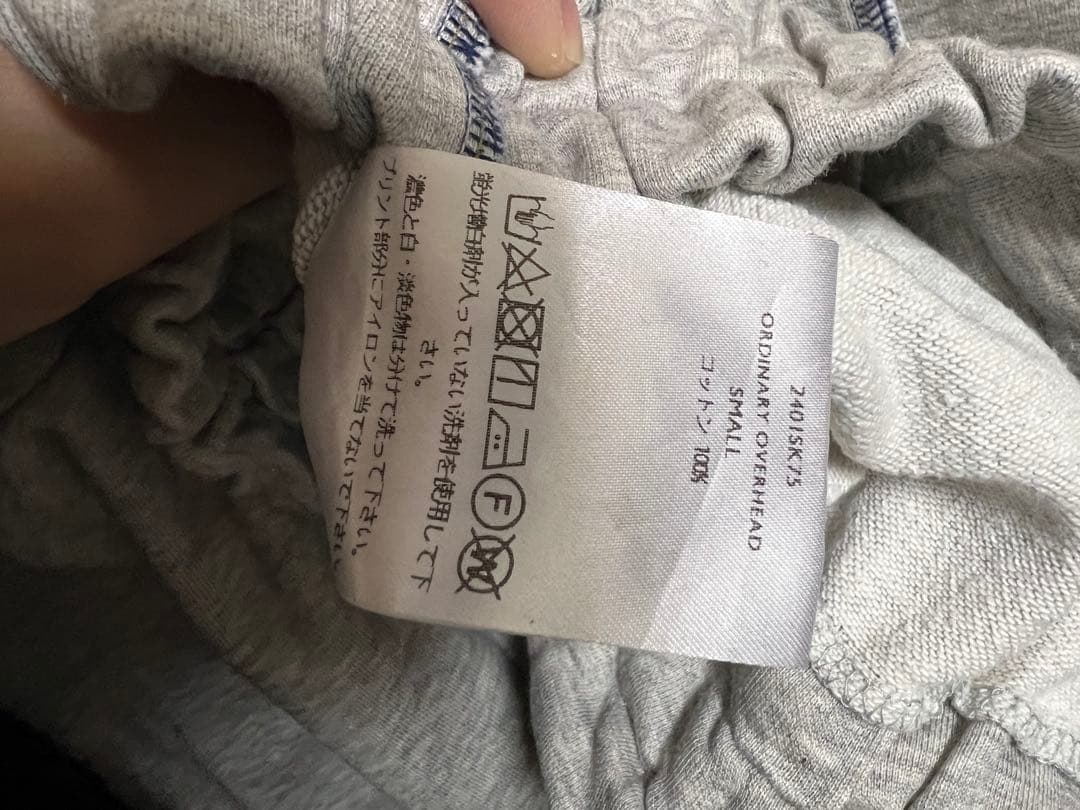 2401SK75
ORDINARY OVERHEAD
SMALL
コットン 100%
F
W
蛍光増白剤が入っていない洗剤を使用して下
さい。
濃色と白・淡色物は分けて洗って下さい。
プリント部分にアイロンを当てないで下さい。